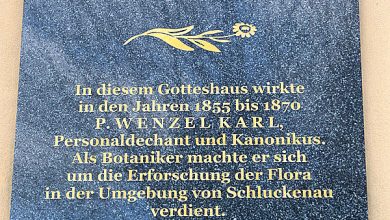 In diesem Gotteshaus wirkte
in den Jahren 1855 bis 1870
P. WENZEL KARL,
Personaldechant und Kanonikus.
Als Botaniker machte er sich
um die Erforschung der Flora
in der Umgebung von Schluckenau
verdient.